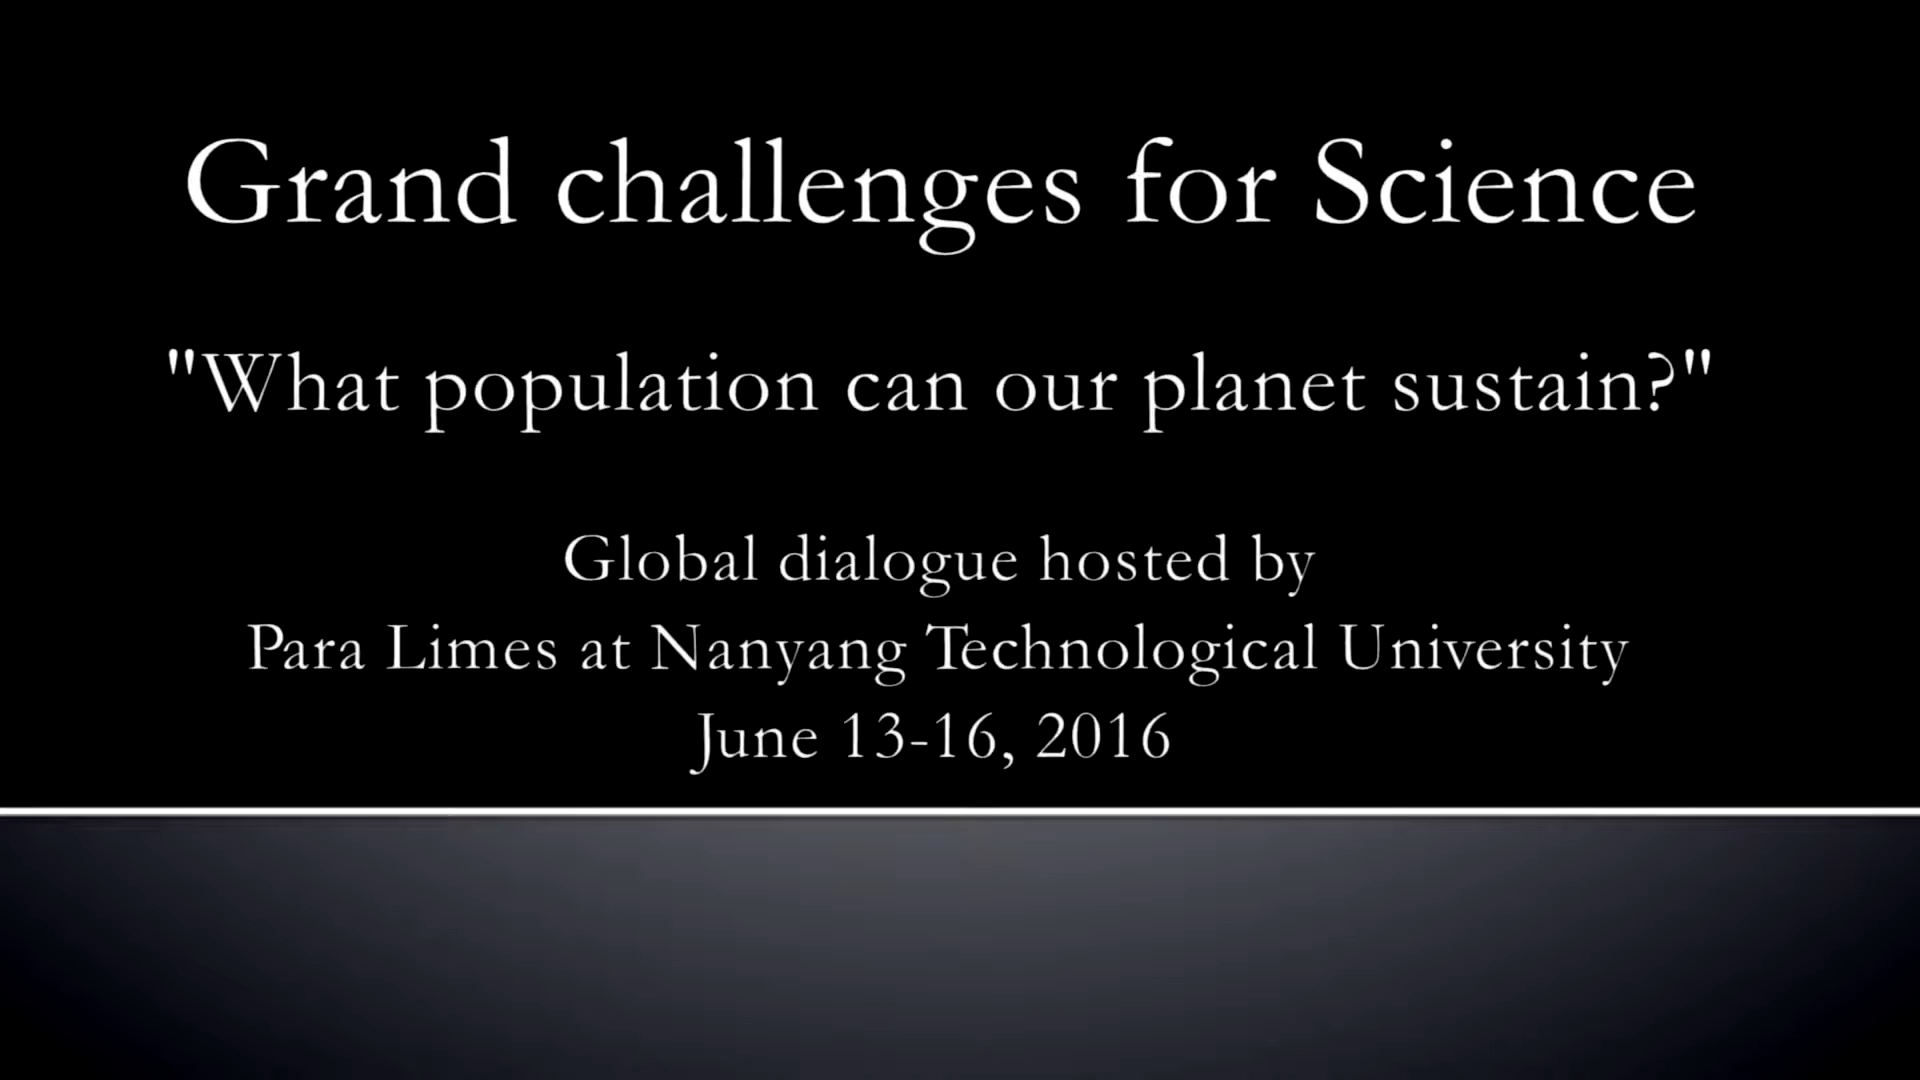 Grand challenges for Science
"What population can our planet sustain?"
Global dialogue hosted by
Para Limes at Nanyang Technological University
June 13-16, 2016